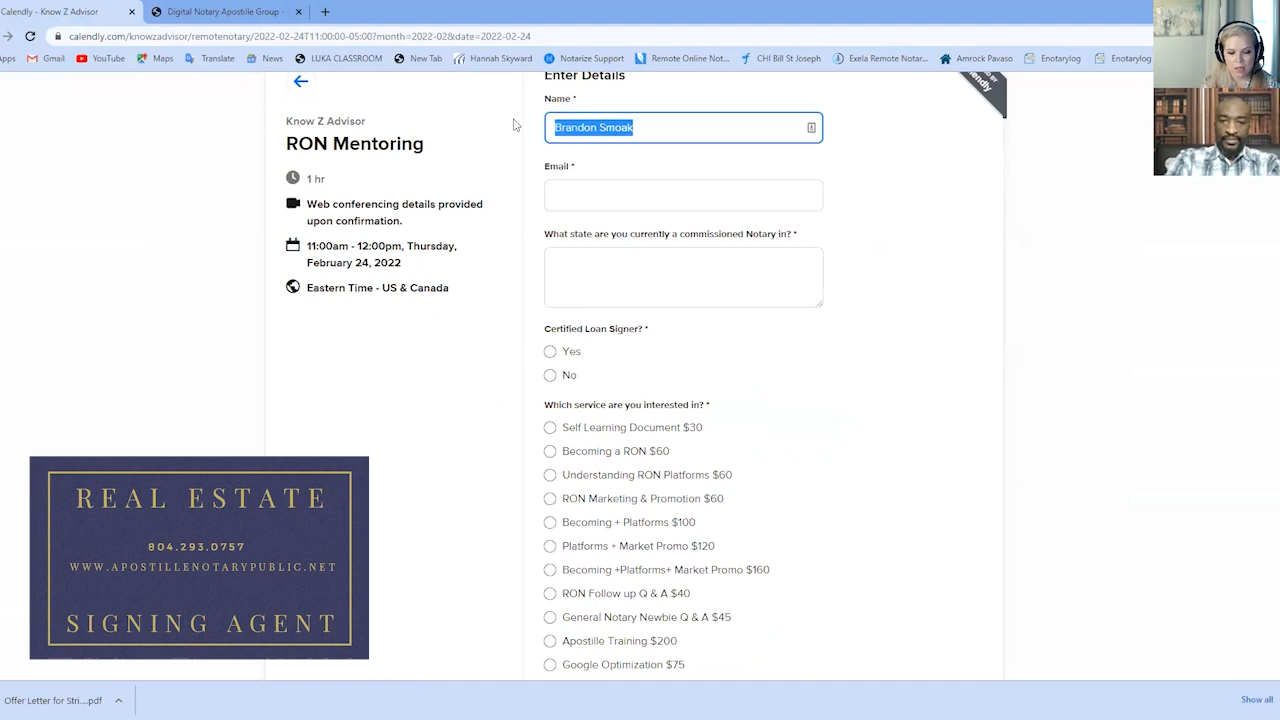 Calendly - Know Z Advisor
Digital Notary Apostille Group -
calendly.com/knowzadvisor/remotenotary/2022-02-24T11:00:00-05:00?month=2022-02&date=2022-02-24
Apps
Gmail
YouTube
Maps
Translate
News
LUKA CLASSROOM
New Tab
Hannah Skyward
Notarize Support
Remote Online Not...
CHI Bill St Joseph
Exela Remote Notar...
Amrock Pavaso
Enotarylog
Enotarylog
Know Z Advisor
RON Mentoring
1 hr
Web conferencing details provided
upon confirmation.
11:00am - 12:00pm, Thursday,
February 24, 2022
Eastern Time - US & Canada
Enter Details
Name *
Brandon Smoak
Email *
What state are you currently a commissioned Notary in? *
Certified Loan Signer? *
Yes
No
Which service are you interested in? *
Self Learning Document $30
Becoming a RON $60
Understanding RON Platforms $60
RON Marketing & Promotion $60
Becoming + Platforms $100
Platforms + Market Promo $120
Becoming +Platforms+ Market Promo $160
RON Follow up Q & A $40
General Notary Newbie Q & A $45
Apostille Training $200
Google Optimization $75
REAL ESTATE
804.293.0757
WWW.APOSTILLENOTARYPUBLIC.NET
SIGNING AGENT
Offer Letter for Stri....pdf
Show all